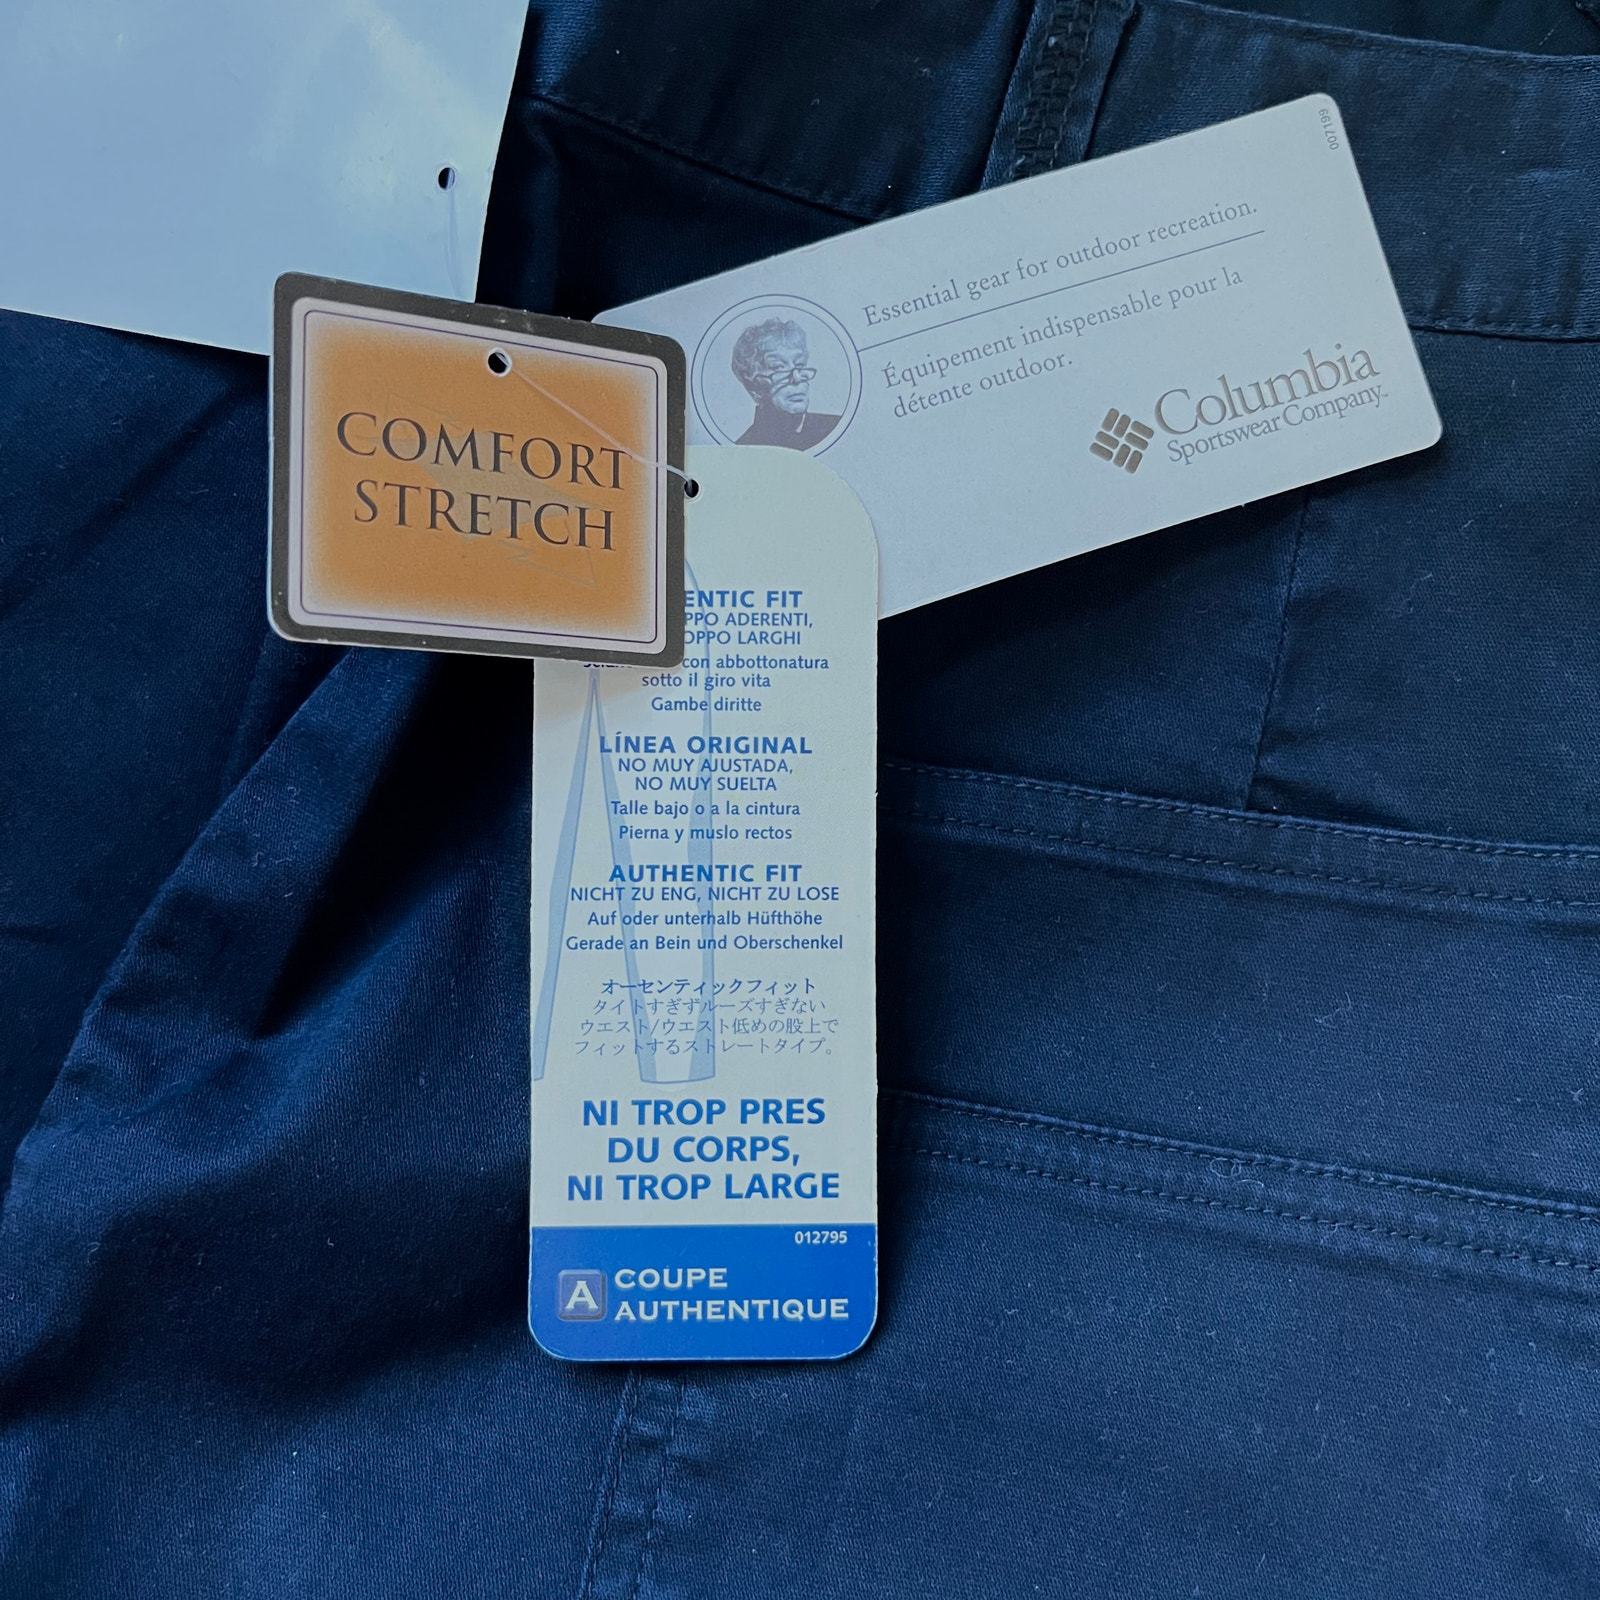 007199
Essential gear for outdoor recreation.
Équipement indispensable pour la
détente outdoor.
Columbia
Sportswear Company
COMFORT
STRETCH
ENTIC FIT
PPO ADERENTI,
OPPO LARGHI
con abbottonatura
sotto il giro vita
Gambe diritte
LÍNEA ORIGINAL
NO MUY AJUSTADA,
NO MUY SUELTA
Talle bajo o a la cintura
Pierna y muslo rectos
AUTHENTIC FIT
NICHT ZU ENG, NICHT ZU LOSE
Auf oder unterhalb Hüfthöhe
Gerade an Bein und Oberschenkel
オーセンティックフィット
タイトすぎずルーズすぎない
ウエスト/ウエスト低めの股上で
フィットするストレートタイプ。
NI TROP PRES
DU CORPS,
NI TROP LARGE
012795
A COUPE
AUTHENTIQUE